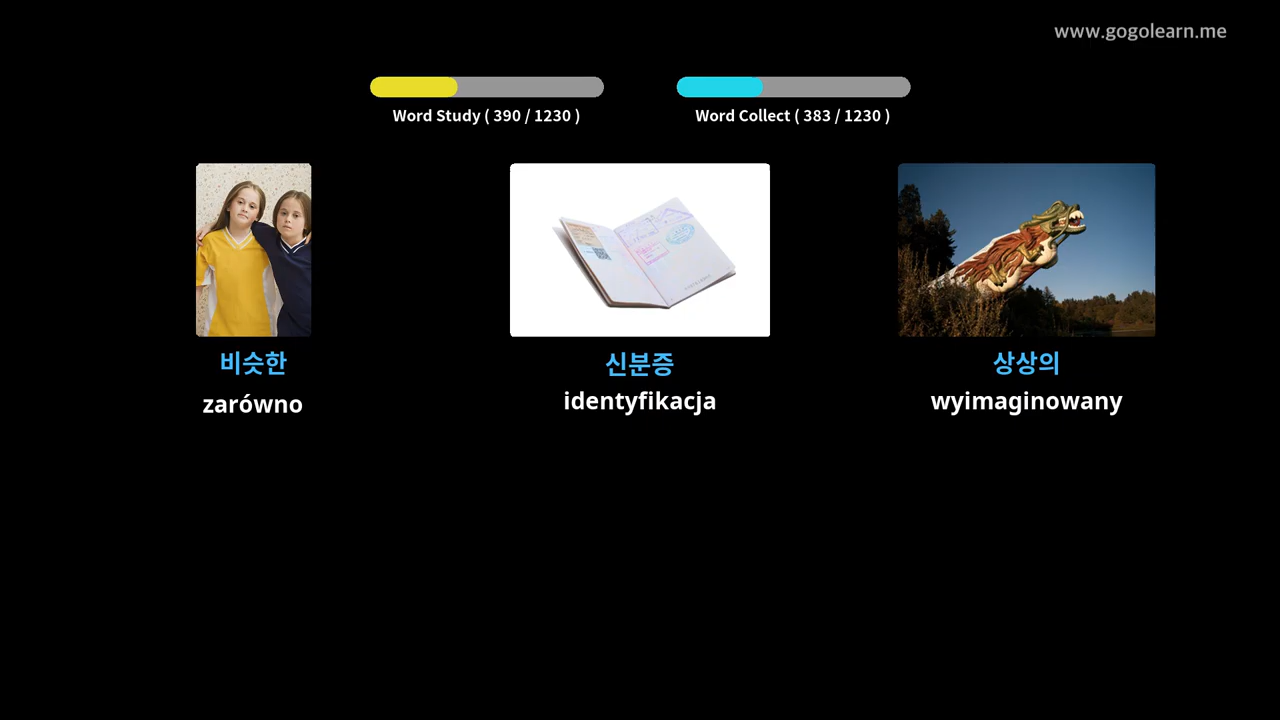 www.gogolearn.me
Word Study ( 390 / 1230 )
Word Collect ( 383 / 1230 )
비슷한
신분증
상상의
zarówno
identyfikacja
wyimaginowany